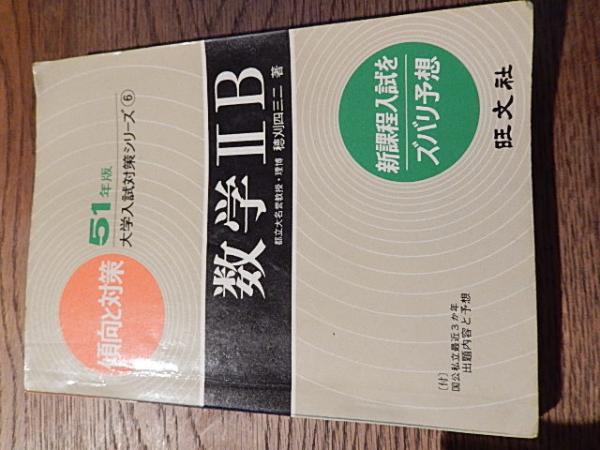 傾向と対策
51年版
大学入試対策シリーズ⑥
数学ⅡB
都立大名誉教授・理博 穂刈四三二 著
新課程入試を
ズバリ予想
〔付〕
国公私立最近3か年
出題内容と予想
旺文社